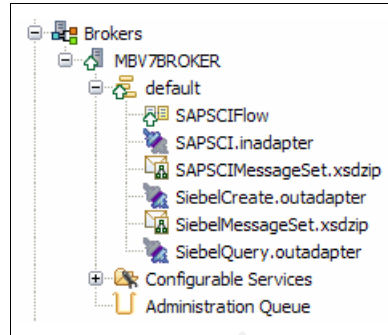 Brokers
MBV7BROKER
default
SAPSCIFlow
SAPSCI.inadapter
SAPSCIMessageSet.xsdzip
SiebelCreate.outadapter
SiebelMessageSet.xsdzip
SiebelQuery.outadapter
Configurable Services
Administration Queue